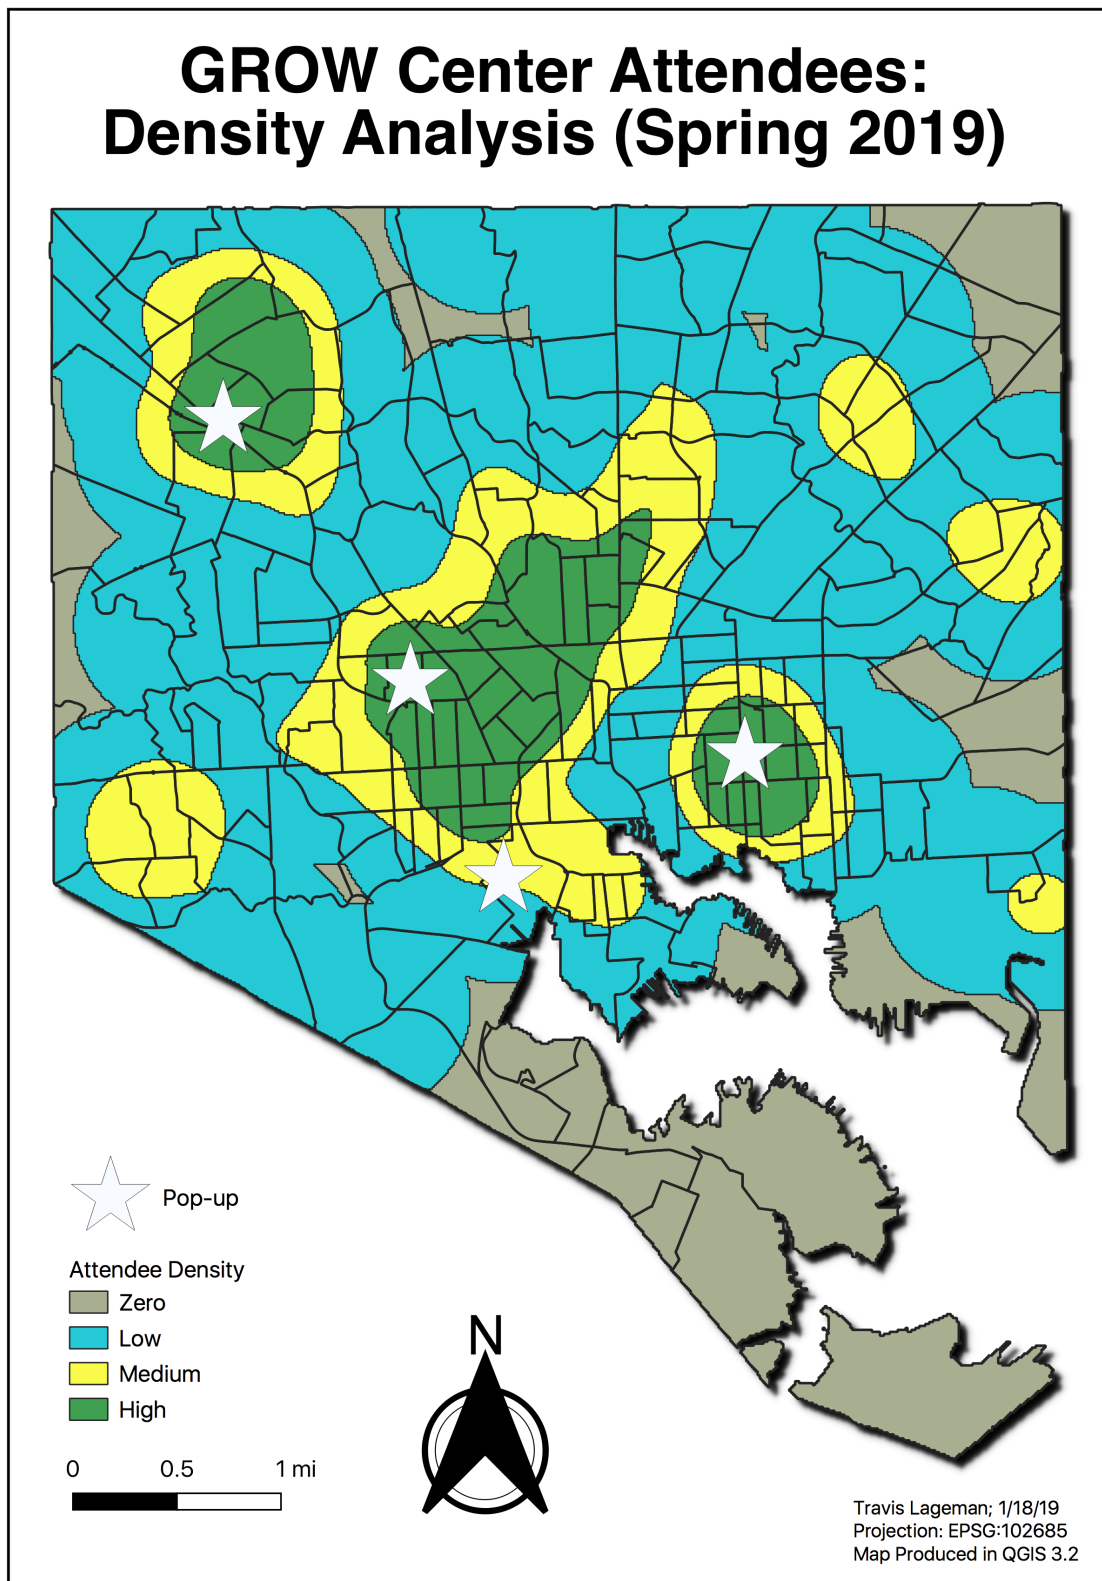 GROW Center Attendees:
Density Analysis (Spring 2019)
Pop-up
Attendee Density
Zero
Low
Medium
High
0 0.5 1 mi
N
Travis Lageman; 1/18/19
Projection: EPSG:102685
Map Produced in QGIS 3.2